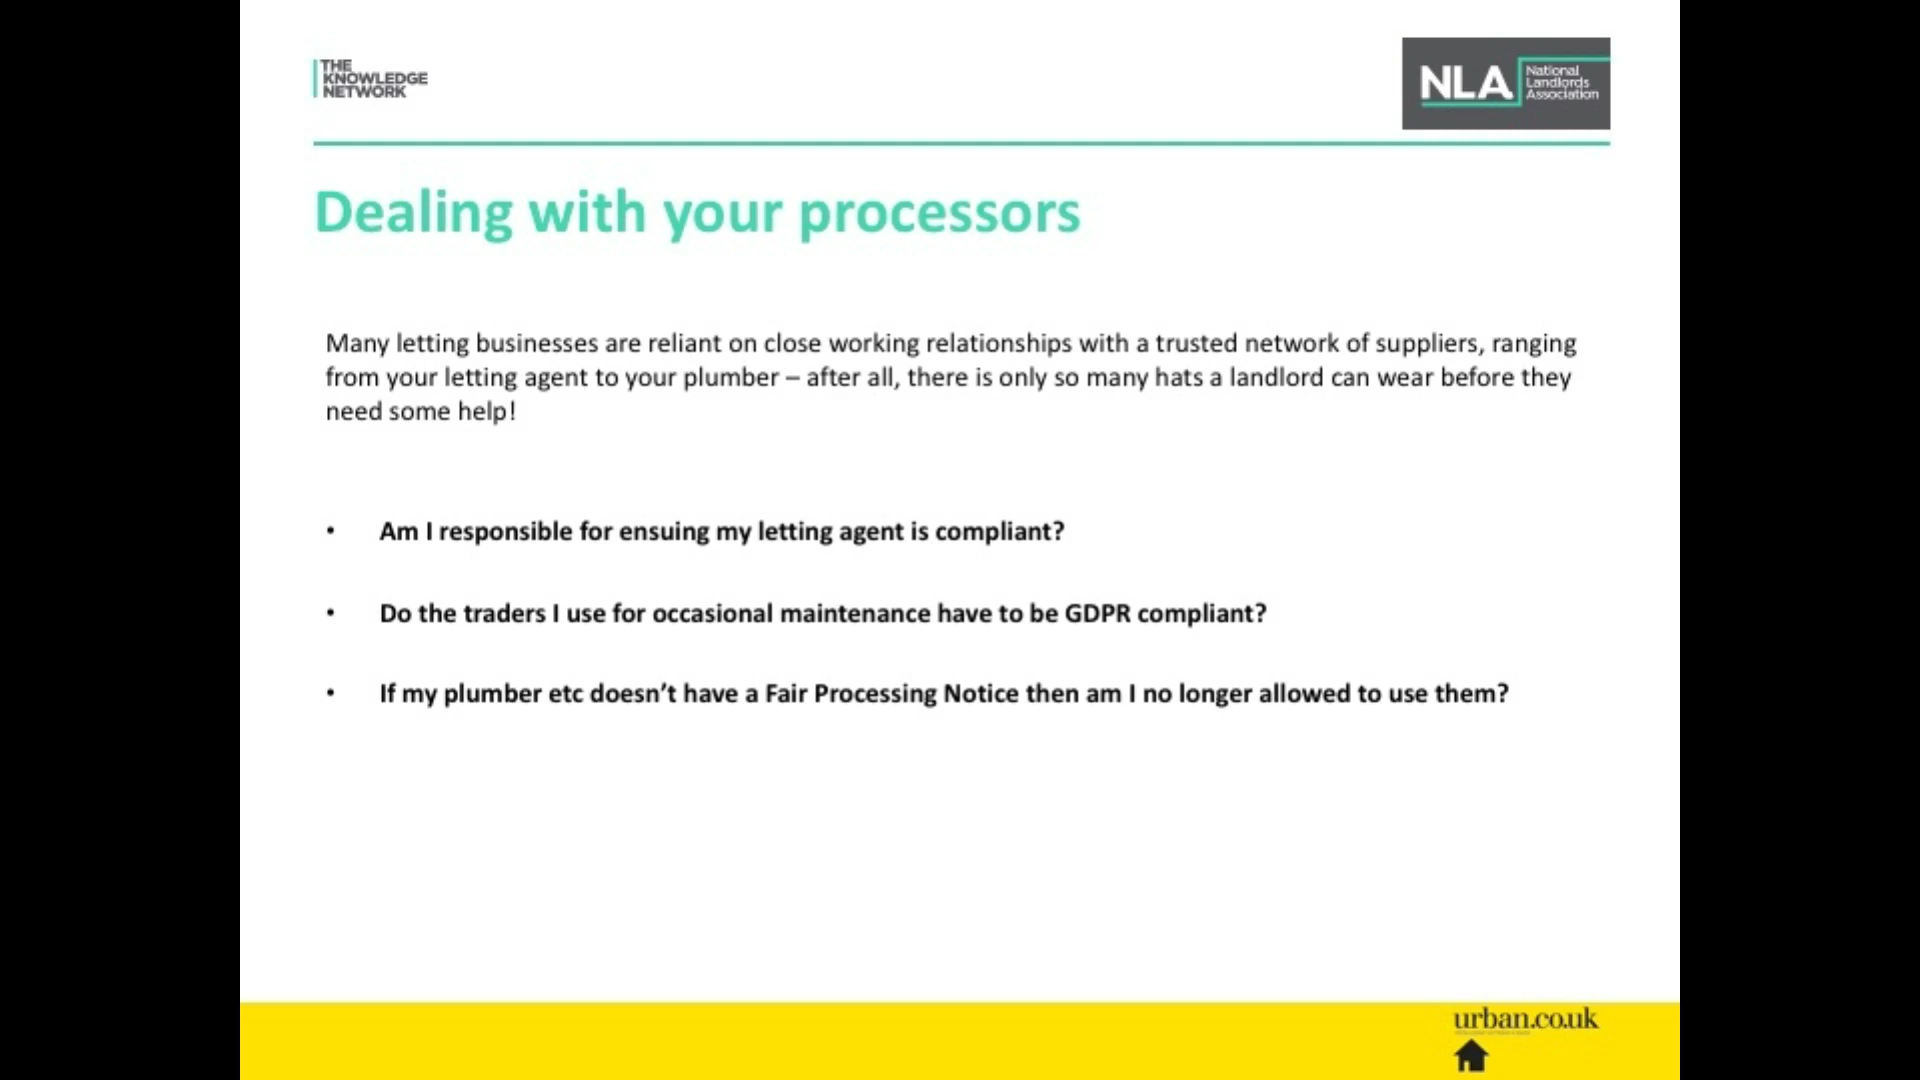 THE
KNOWLEDGE
NETWORK
NLA
National
Landlords
Association
Dealing with your processors
Many letting businesses are reliant on close working relationships with a trusted network of suppliers, ranging
from your letting agent to your plumber – after all, there is only so many hats a landlord can wear before they
need some help!
• Am I responsible for ensuing my letting agent is compliant?
• Do the traders I use for occasional maintenance have to be GDPR compliant?
• If my plumber etc doesn’t have a Fair Processing Notice then am I no longer allowed to use them?
urban.co.uk